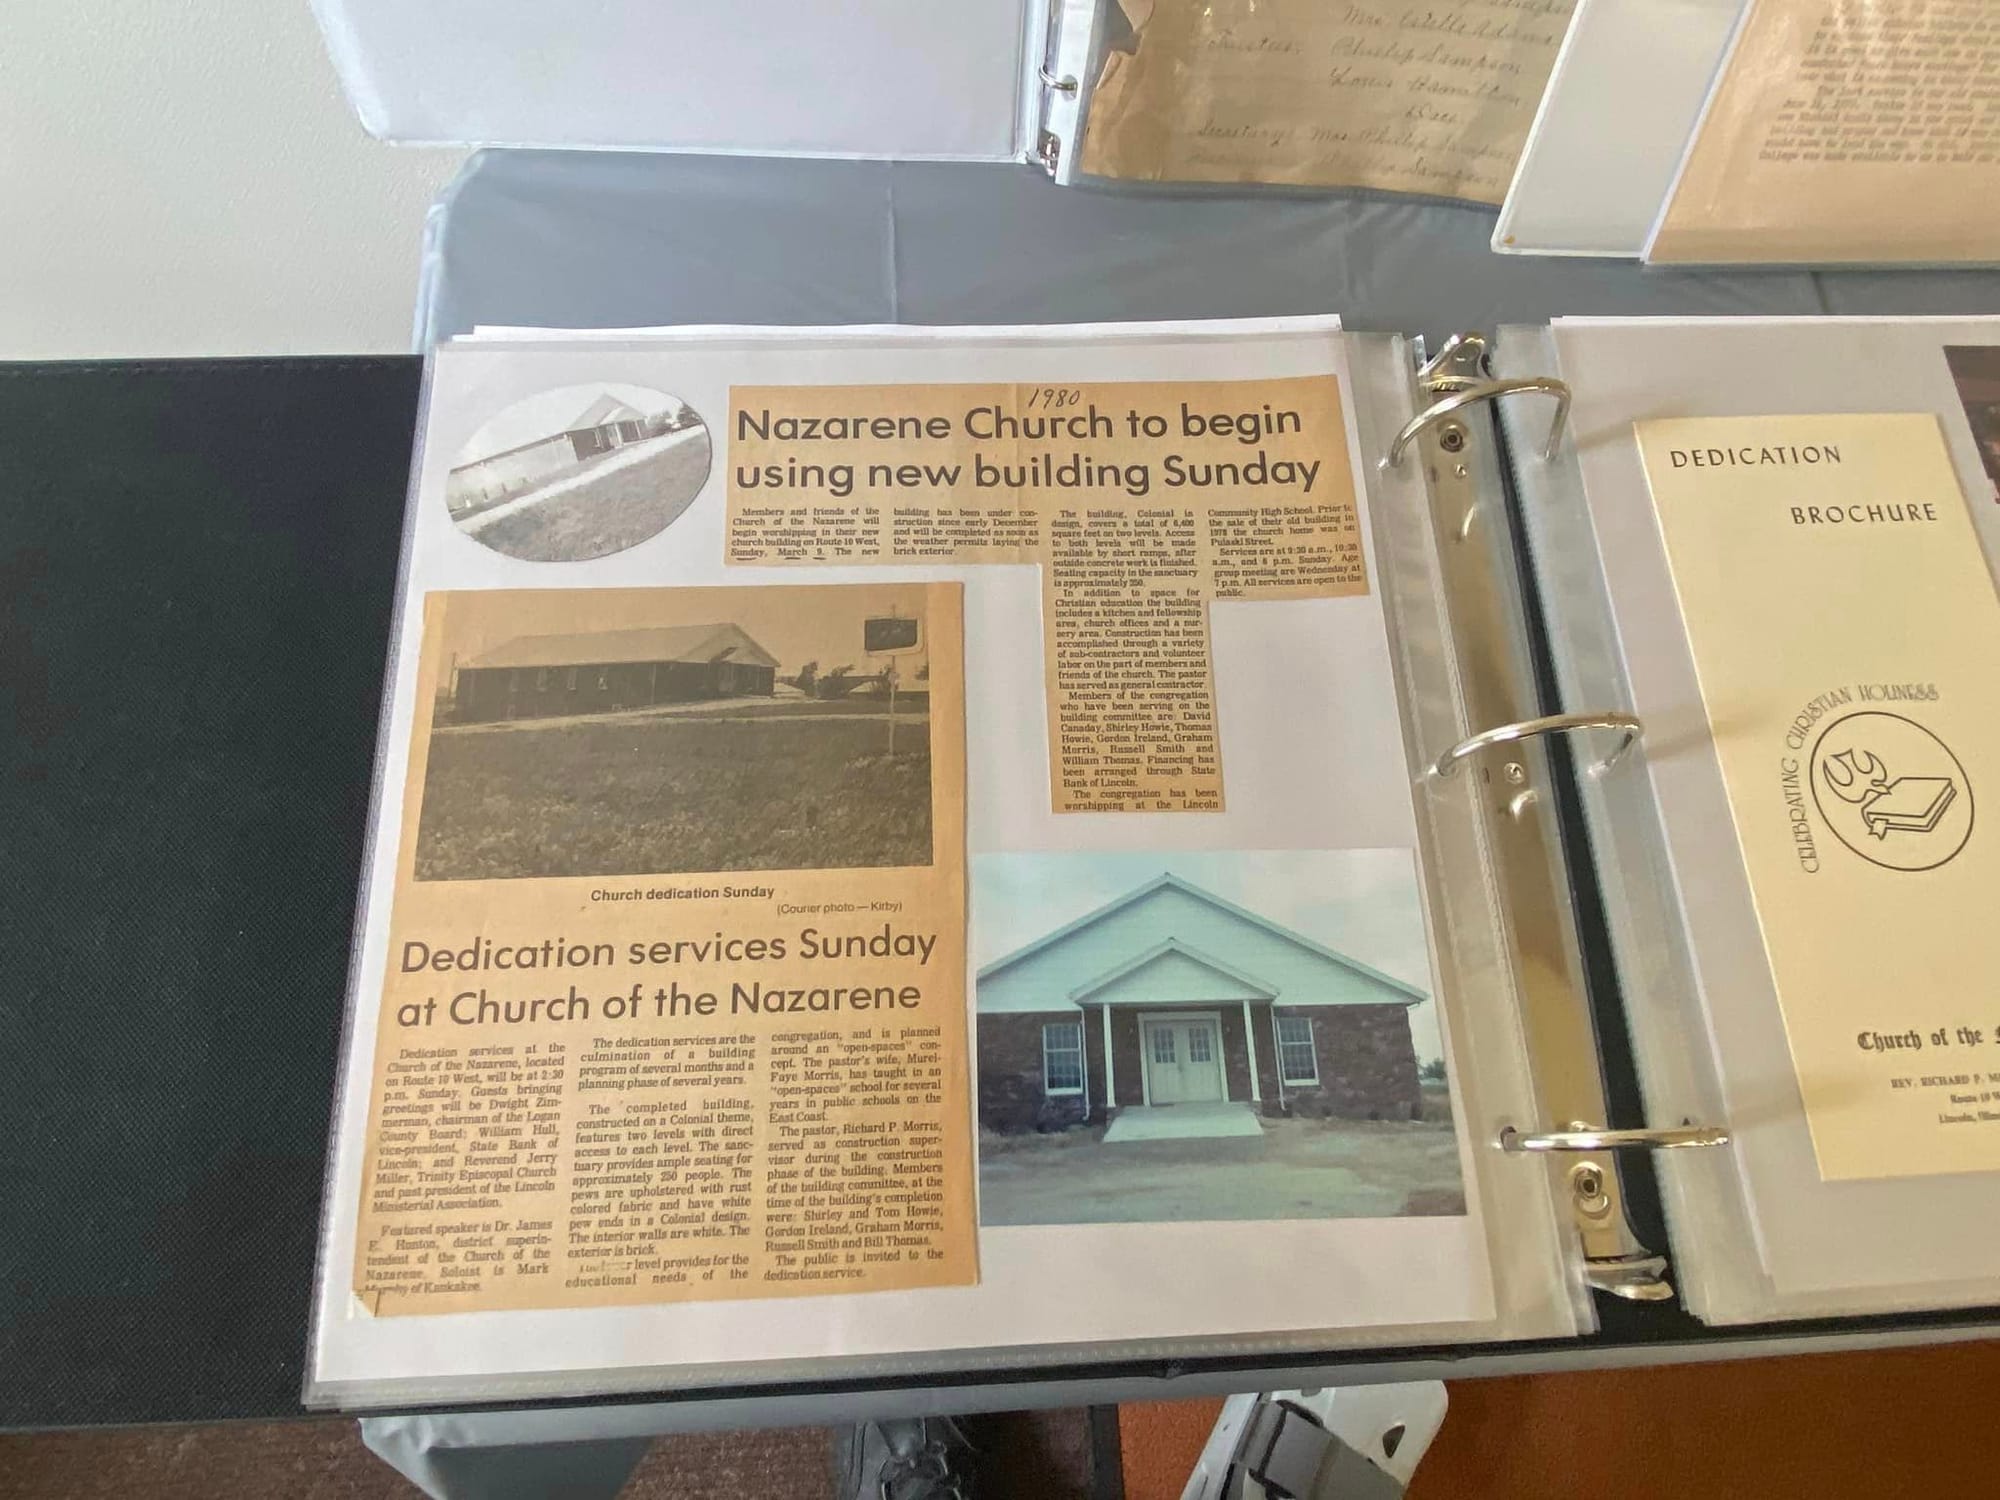 Mrs. Estella Adams
Trustees. Philip Sampson
Louis Hamilton
Secretary: Mrs. Phillip Sampson
Sampson
1980
Nazarene Church to begin
using new building Sunday
Members and friends of the
Church of the Nazarene will
begin worshipping in their new
church building on Route 10 West,
Sunday, March 9. The new
building has been under con-
struction since early December
and will be completed as soon as
the weather permits laying the
brick exterior.
The building, Colonial in
design, covers a total of 6,400
square feet on two levels. Access
to both levels will be made
available by short ramps, after
outside concrete work is finished.
Seating capacity in the sanctuary
is approximately 250.
In addition to space for
Christian education the building
includes a kitchen and fellowship
area, church offices and a nur-
sery area. Construction has been
accomplished through a variety
of sub-contractors and volunteer
labor on the part of members and
friends of the church. The pastor
has served as general contractor.
Members of the congregation
who have been serving on the
building committee are: David
Canaday, Shirley Howie, Thomas
Howie, Gordon Ireland, Graham
Morris, Russell Smith and
William Thomas. Financing has
been arranged through State
Bank of Lincoln.
The congregation has been
worshipping at the Lincoln
Community High School. Prior to
the sale of their old building in
1978 the church home was on
Pulaski Street.
Services are at 9:30 a.m., 10:30
a.m., and 6 p.m. Sunday. Age
group meeting are Wednesday at
7 p.m. All services are open to the
public.
Church dedication Sunday
(Courier photo — Kirby)
Dedication services Sunday
at Church of the Nazarene
Dedication services at the
Church of the Nazarene, located
on Route 10 West, will be at 2:30
p.m. Sunday. Guests bringing
greetings will be Dwight Zim-
merman, chairman of the Logan
County Board; William Hull,
vice-president, State Bank of
Lincoln; and Reverend Jerry
Miller, Trinity Episcopal Church
and past president of the Lincoln
Ministerial Association.
Featured speaker is Dr. James
E. Hunton, district superin-
tendent of the Church of the
Nazarene. Soloist is Mark
Murphy of Kankakee.
The dedication services are the
culmination of a building
program of several months and a
planning phase of several years.
The completed building,
constructed on a Colonial theme,
features two levels with direct
access to each level. The sanc-
tuary provides ample seating for
approximately 250 people. The
pews are upholstered with rust
colored fabric and have white
pew ends in a Colonial design.
The interior walls are white. The
exterior is brick.
level provides for the
educational needs of the
congregation, and is planned
around an "open-spaces" con-
cept. The pastor's wife, Murel-
Faye Morris, has taught in an
"open-spaces" school for several
years in public schools on the
East Coast.
The pastor, Richard P. Morris,
served as construction super-
visor during the construction
phase of the building. Members
of the building committee, at the
time of the building's completion
were: Shirley and Tom Howie,
Gordon Ireland, Graham Morris,
Russell Smith and Bill Thomas.
The public is invited to the
dedication service.
DEDICATION
BROCHURE
CELEBRATING CHRISTIAN HOLINESS
Church of the
REV. RICHARD P.
Route 10
Lincoln,